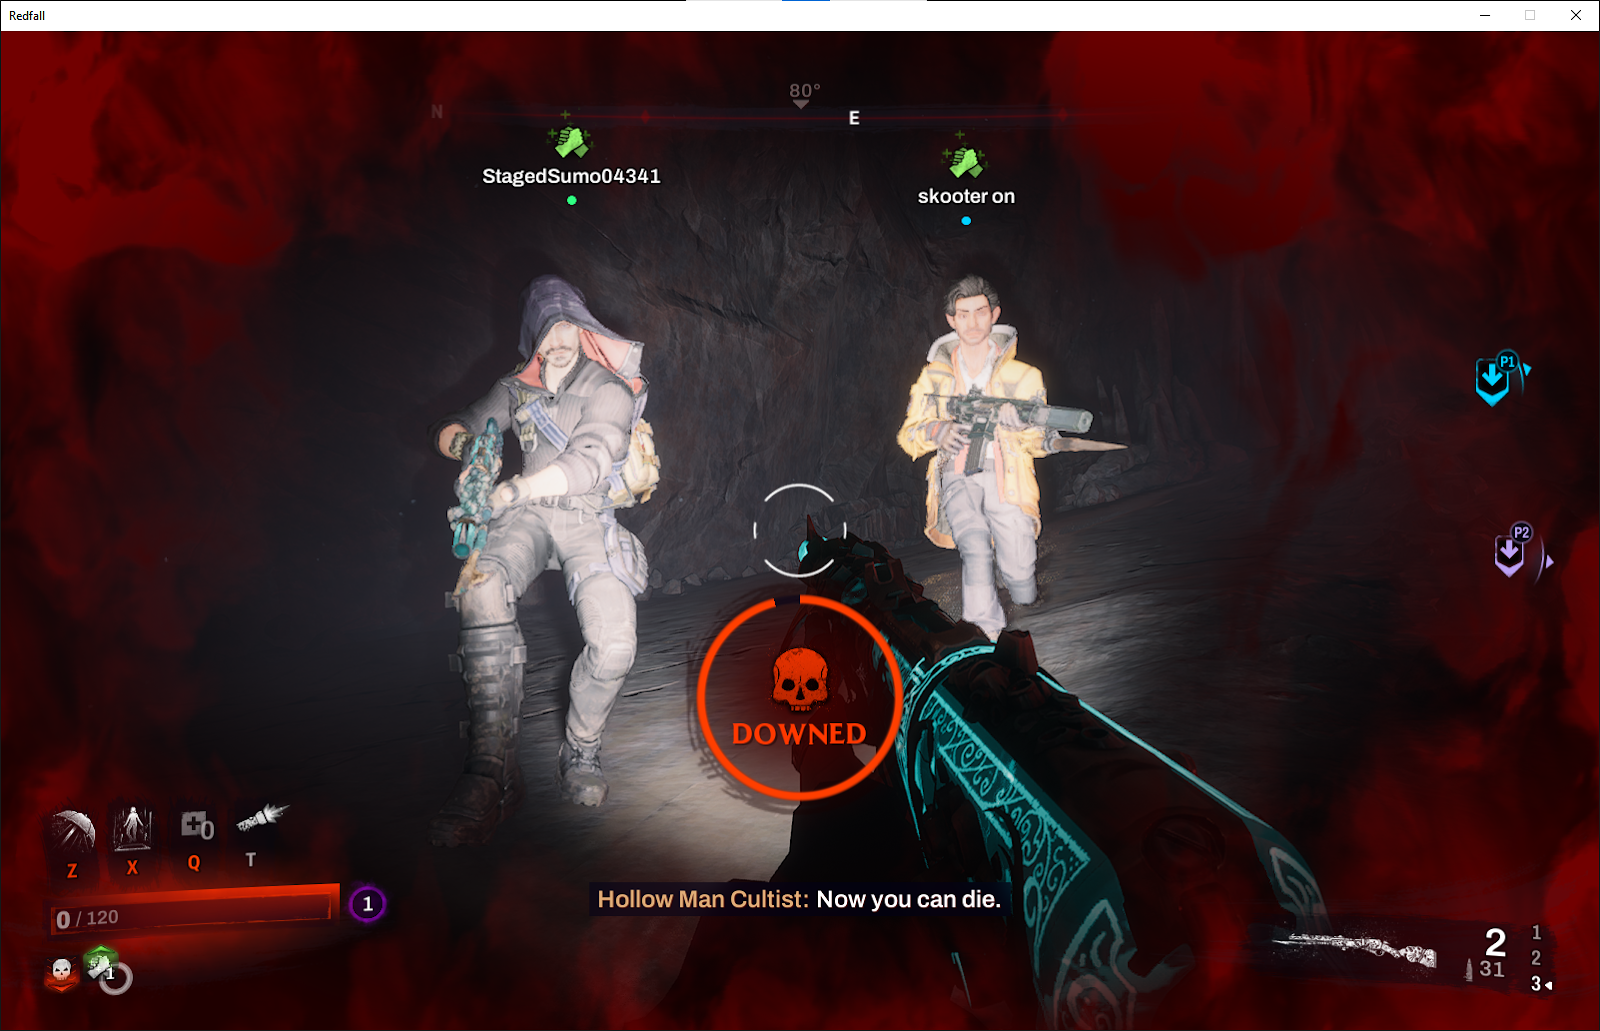 Redfall
80°
N
E
StagedSumo04341
skooter on
P1
P2
DOWNED
0
Z X Q T
Hollow Man Cultist: Now you can die.
0 / 120
1
1
2
31
1
2
3